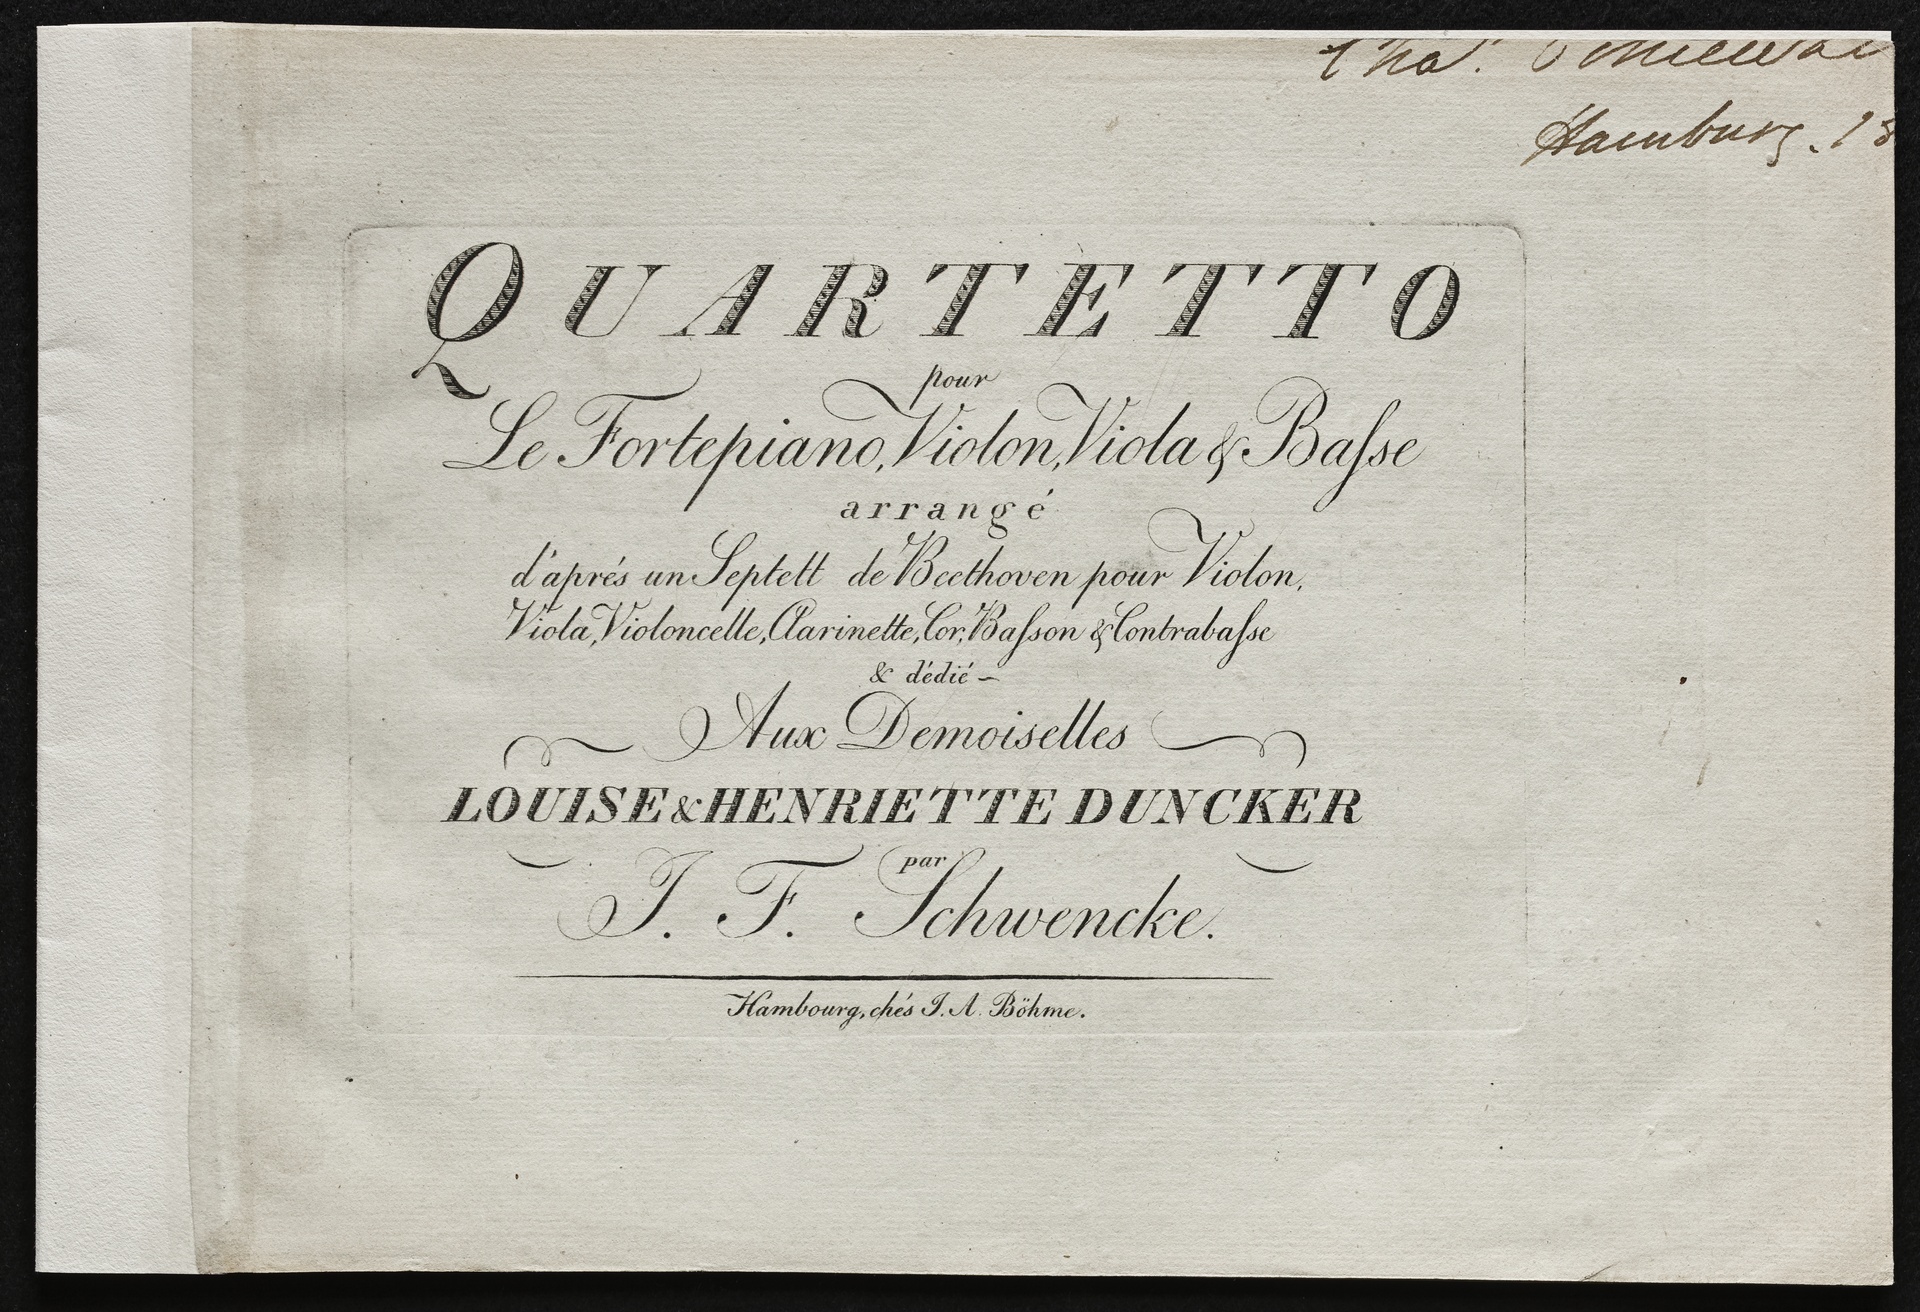 Hamburg. 18
QUARTETTO
pour
Le Fortepiano, Violon, Viola & Baſse
arrangé
d'aprés un Septett de Beethoven pour Violon,
Viola, Violoncelle, Clarinette, Cor, Baſson & Contrabaſse
& dédié –
Aux Demoiselles
LOUISE & HENRIETTE DUNCKER
par
J. F. Schwencke.
Hambourg, chés J. A. Böhme.